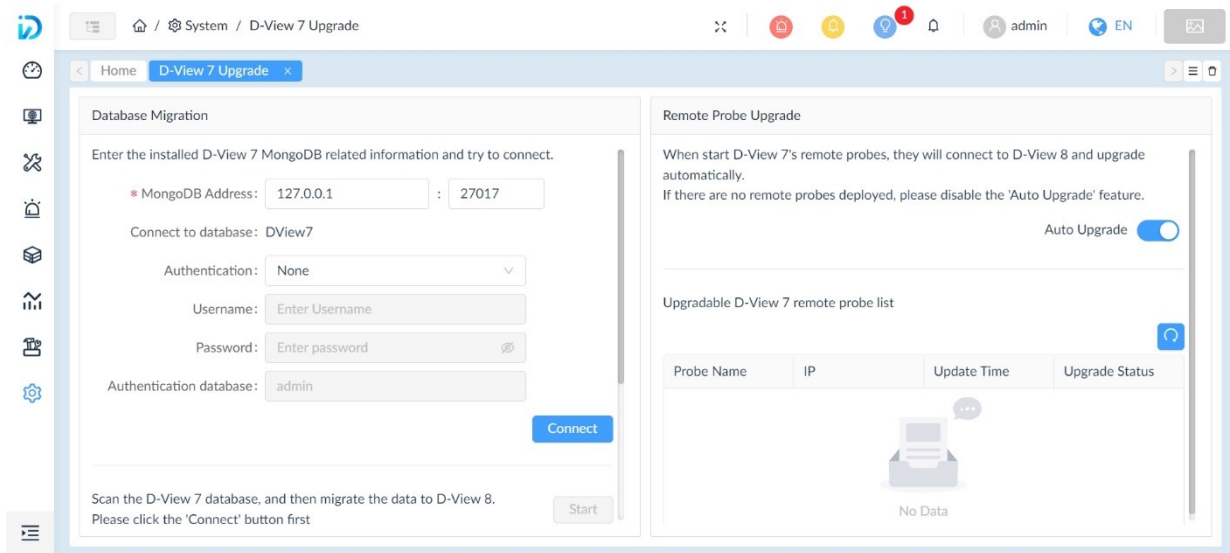 / System / D-View 7 Upgrade
1
admin
EN
Home
D-View 7 Upgrade x
Database Migration
Enter the installed D-View 7 MongoDB related information and try to connect.
* MongoDB Address: 127.0.0.1 : 27017
Connect to database: DView7
Authentication: None
Username: Enter Username
Password: Enter password
Authentication database: admin
Connect
Scan the D-View 7 database, and then migrate the data to D-View 8.
Please click the 'Connect' button first
Start
Remote Probe Upgrade
When start D-View 7's remote probes, they will connect to D-View 8 and upgrade
automatically.
If there are no remote probes deployed, please disable the 'Auto Upgrade' feature.
Auto Upgrade
Upgradable D-View 7 remote probe list
Probe Name IP Update Time Upgrade Status
No Data